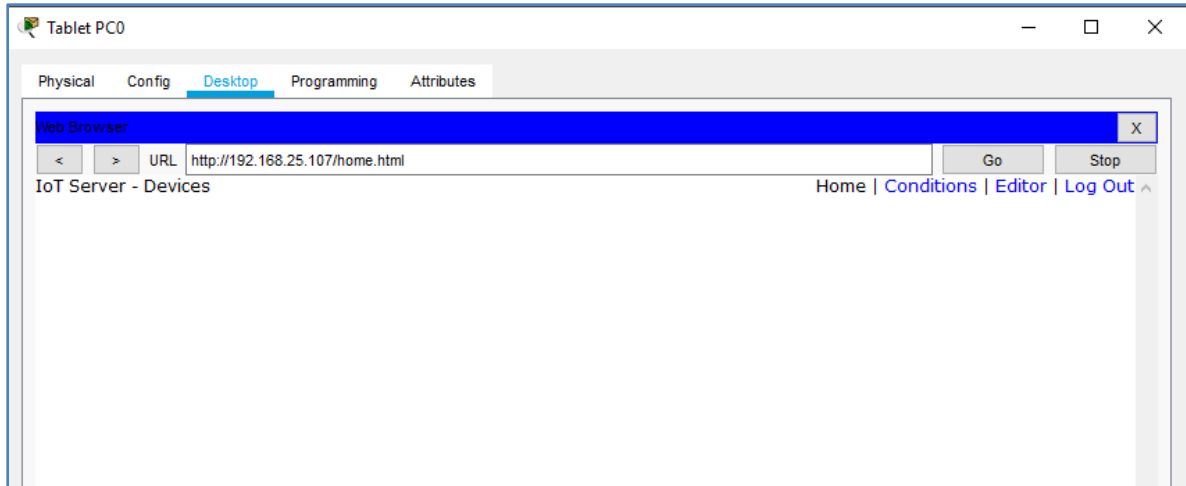 Tablet PC0
Physical Config Desktop Programming Attributes
Web Browser X
< > URL http://192.168.25.107/home.html Go Stop
IoT Server - Devices Home | Conditions | Editor | Log Out